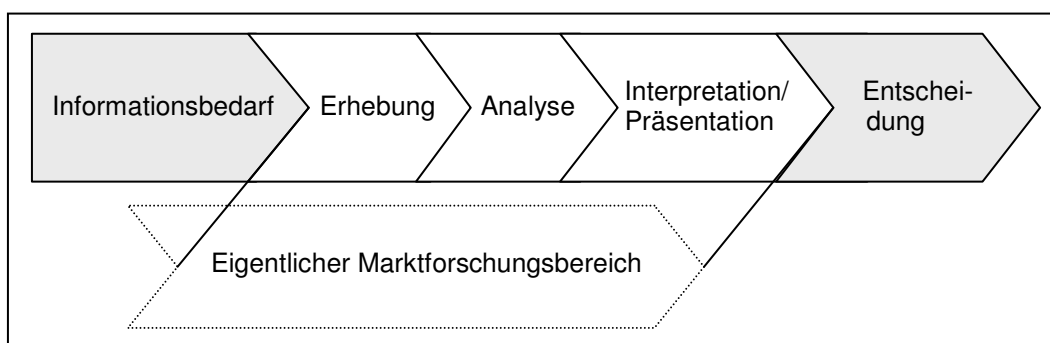 Informationsbedarf
Erhebung
Analyse
Interpretation/
Präsentation
Entschei-
dung
Eigentlicher Marktforschungsbereich